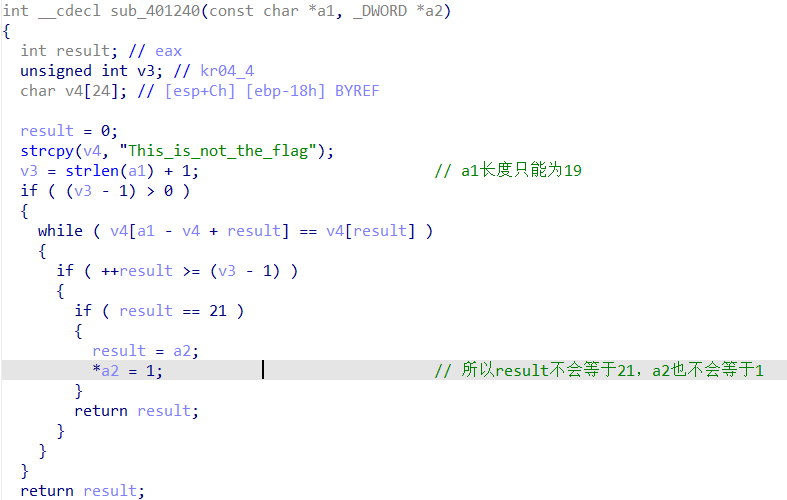 int __cdecl sub_401240(const char *a1, _DWORD *a2)
{
  int result; // eax
  unsigned int v3; // kr04_4
  char v4[24]; // [esp+Ch] [ebp-18h] BYREF

  result = 0;
  strcpy(v4, "This_is_not_the_flag");
  v3 = strlen(a1) + 1;                          // a1长度只能为19
  if ( (v3 - 1) > 0 )
  {
    while ( v4[a1 - v4 + result] == v4[result] )
    {
      if ( ++result >= (v3 - 1) )
      {
        if ( result == 21 )
        {
          result = a2;
          *a2 = 1;                              // 所以result不会等于21，a2也不会等于1
        }
        return result;
      }
    }
  }
  return result;